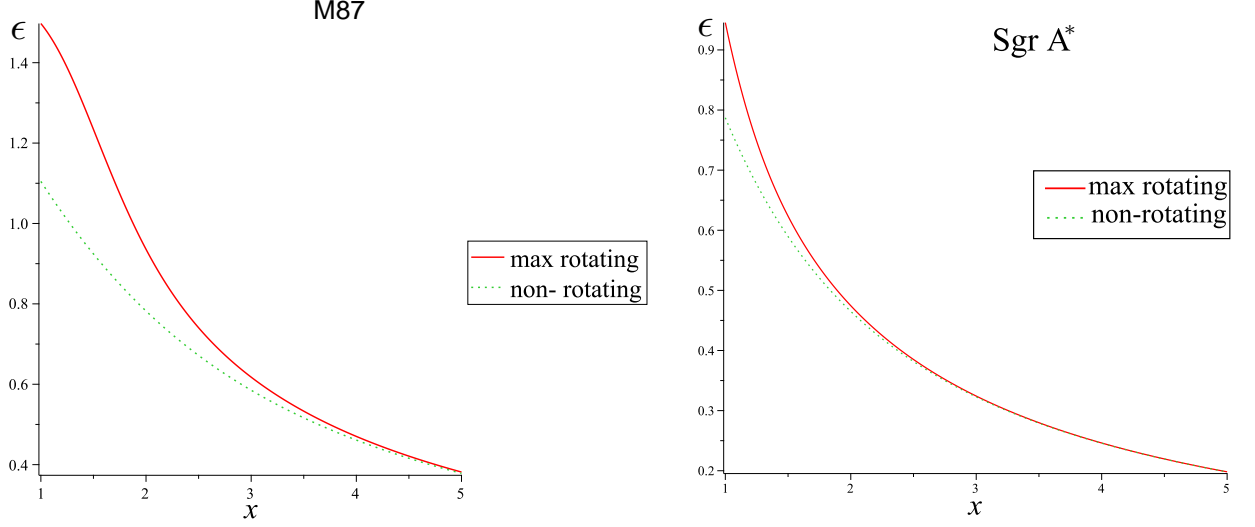 M87
ϵ
1.4
1.2
1.0
0.8
0.6
0.4
1 2 3 4 5
x
max rotating
non- rotating
Sgr A*
ϵ
0.9
0.8
0.7
0.6
0.5
0.4
0.3
0.2
1 2 3 4 5
x
max rotating
non-rotating